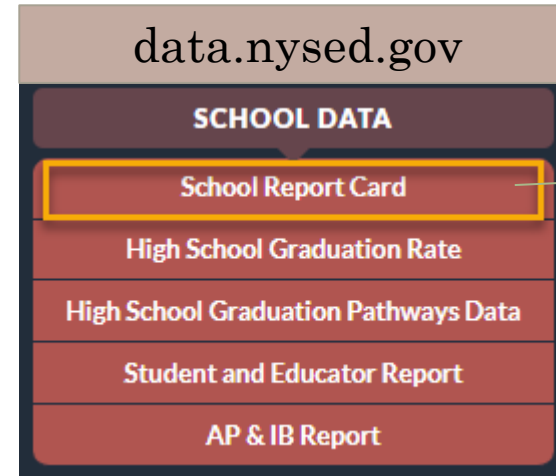 data.nysed.gov
SCHOOL DATA
School Report Card
High School Graduation Rate
High School Graduation Pathways Data
Student and Educator Report
AP & IB Report